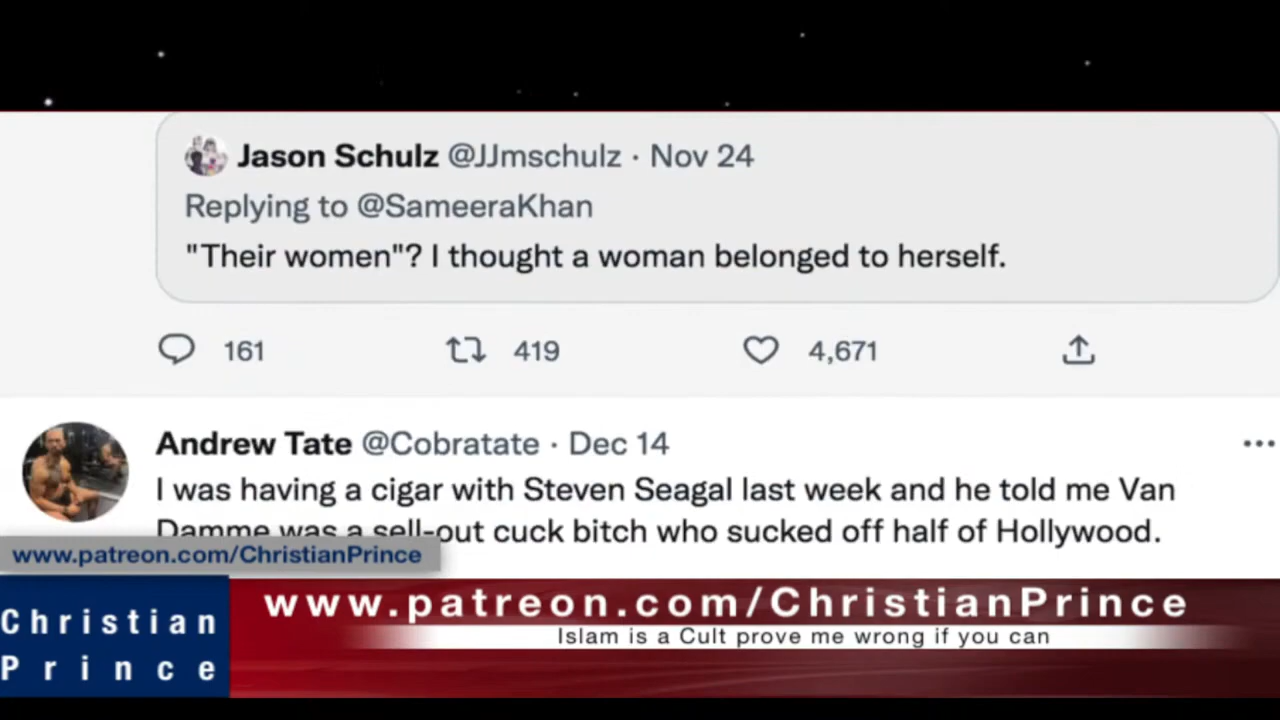 Jason Schulz @JJmschulz · Nov 24
Replying to @SameeraKhan
"Their women"? I thought a woman belonged to herself.
161 419 4,671
Andrew Tate @Cobratate · Dec 14
I was having a cigar with Steven Seagal last week and he told me Van
Damme was a sell-out cuck bitch who sucked off half of Hollywood.
www.patreon.com/ChristianPrince
Christian
Prince
www.patreon.com/ChristianPrince
Islam is a Cult prove me wrong if you can